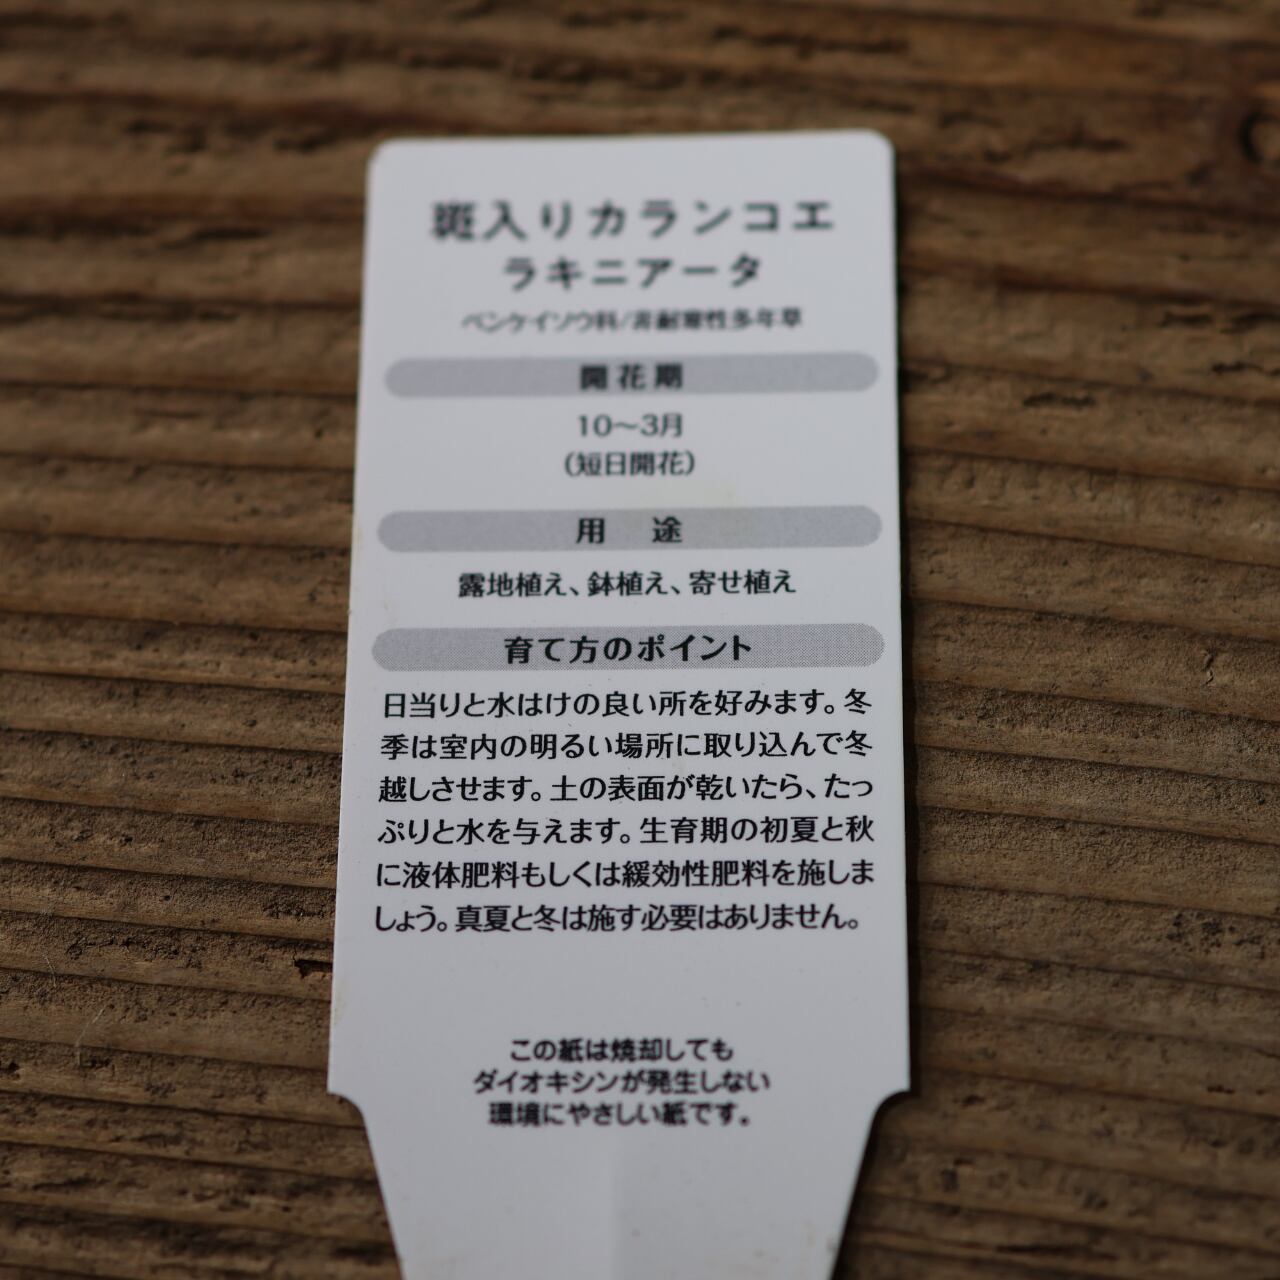 斑入りカランコエ
ラキニアータ
ベンケイソウ科/非耐寒性多年草
開花期
10〜3月
(短日開花)
用 途
露地植え、鉢植え、寄せ植え
育て方のポイント
日当りと水はけの良い所を好みます。冬
季は室内の明るい場所に取り込んで冬
越しさせます。土の表面が乾いたら、たっ
ぷりと水を与えます。生育期の初夏と秋
に液体肥料もしくは緩効性肥料を施しま
しょう。真夏と冬は施す必要はありません。
この紙は焼却しても
ダイオキシンが発生しない
環境にやさしい紙です。